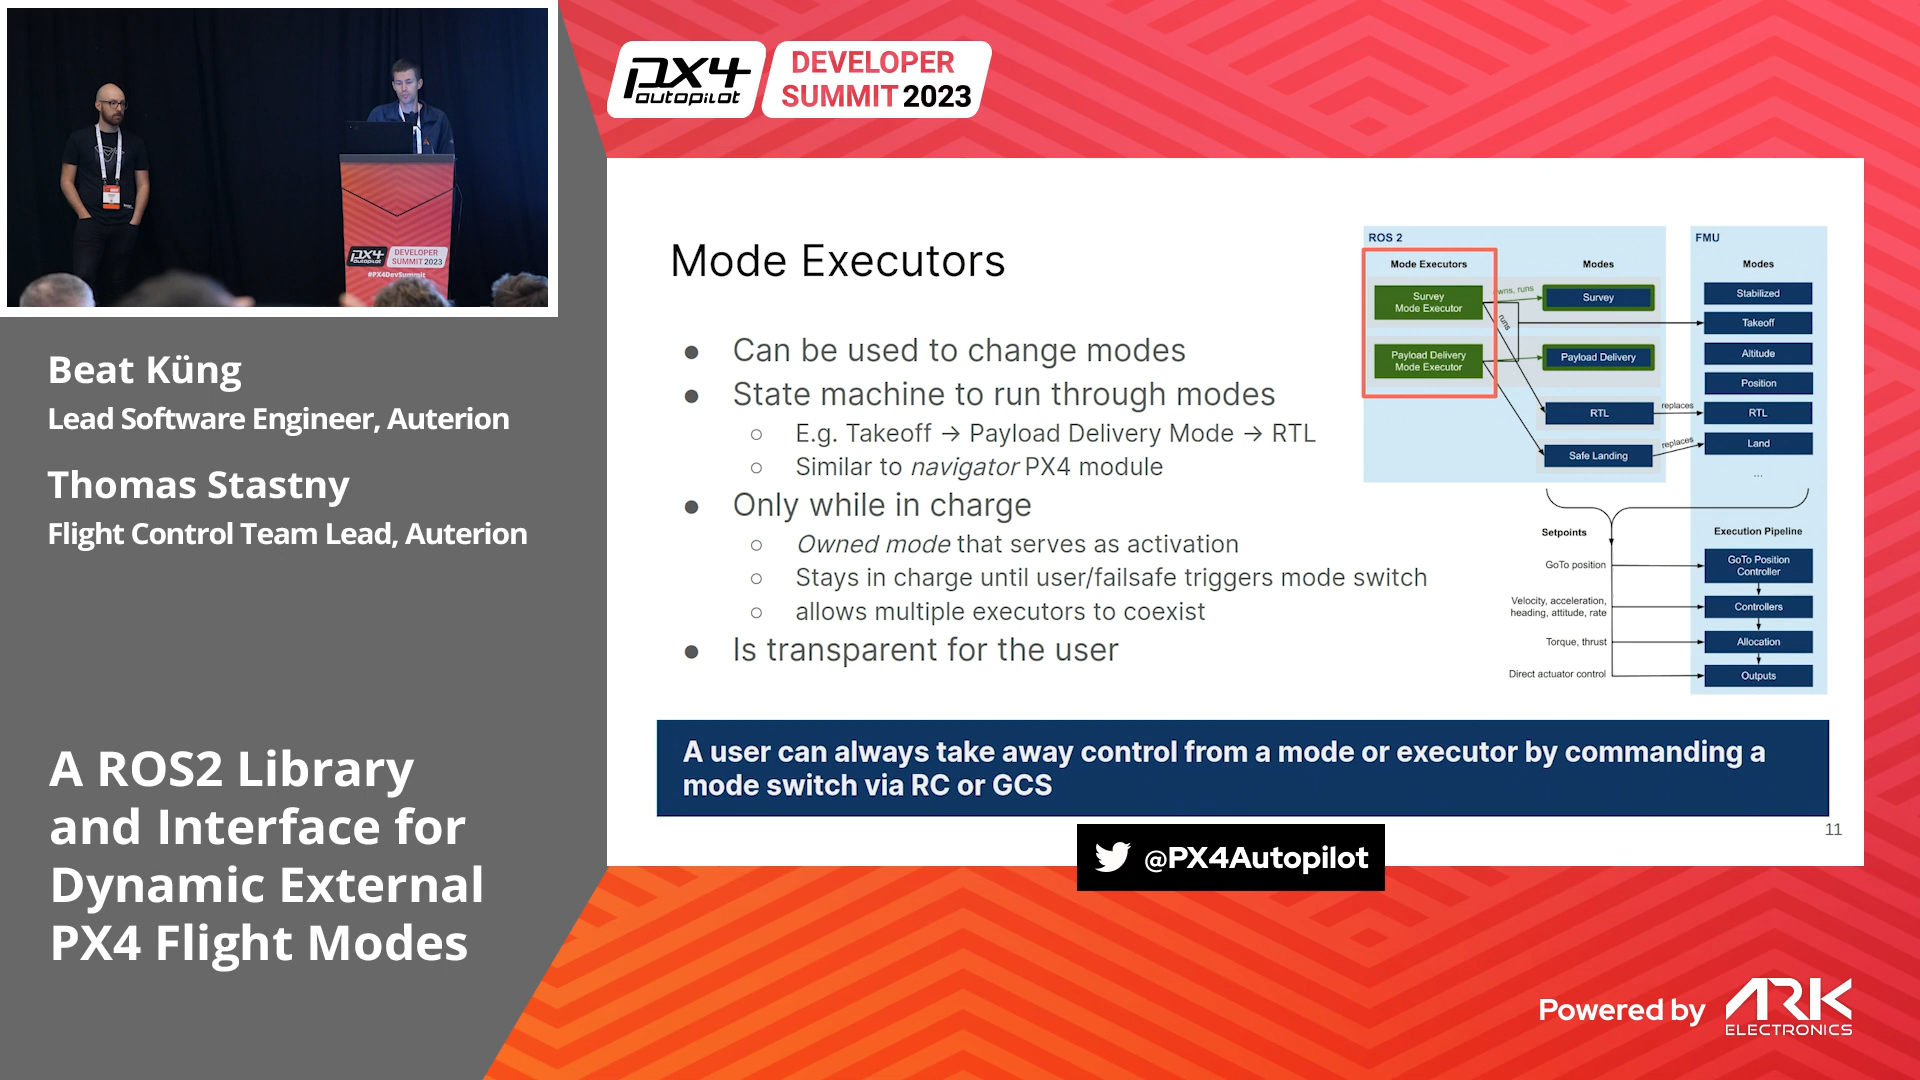 PX4
autopilot
DEVELOPER
SUMMIT 2023
PX4
autopilot
DEVELOPER
SUMMIT 2023
#PX4DevSummit
Beat Küng
Lead Software Engineer, Auterion
Thomas Stastny
Flight Control Team Lead, Auterion
A ROS2 Library
and Interface for
Dynamic External
PX4 Flight Modes
Mode Executors
● Can be used to change modes
● State machine to run through modes
○ E.g. Takeoff → Payload Delivery Mode → RTL
○ Similar to navigator PX4 module
● Only while in charge
○ Owned mode that serves as activation
○ Stays in charge until user/failsafe triggers mode switch
○ allows multiple executors to coexist
● Is transparent for the user
ROS 2
Mode Executors
Survey
Mode Executor
Payload Delivery
Mode Executor
owns, runs
runs
Modes
Survey
Payload Delivery
RTL
Safe Landing
replaces
replaces
FMU
Modes
Stabilized
Takeoff
Altitude
Position
RTL
Land
...
Setpoints
GoTo position
Velocity, acceleration,
heading, attitude, rate
Torque, thrust
Direct actuator control
Execution Pipeline
GoTo Position
Controller
Controllers
Allocation
Outputs
A user can always take away control from a mode or executor by commanding a
mode switch via RC or GCS
11
@PX4Autopilot
Powered by
ARK
ELECTRONICS